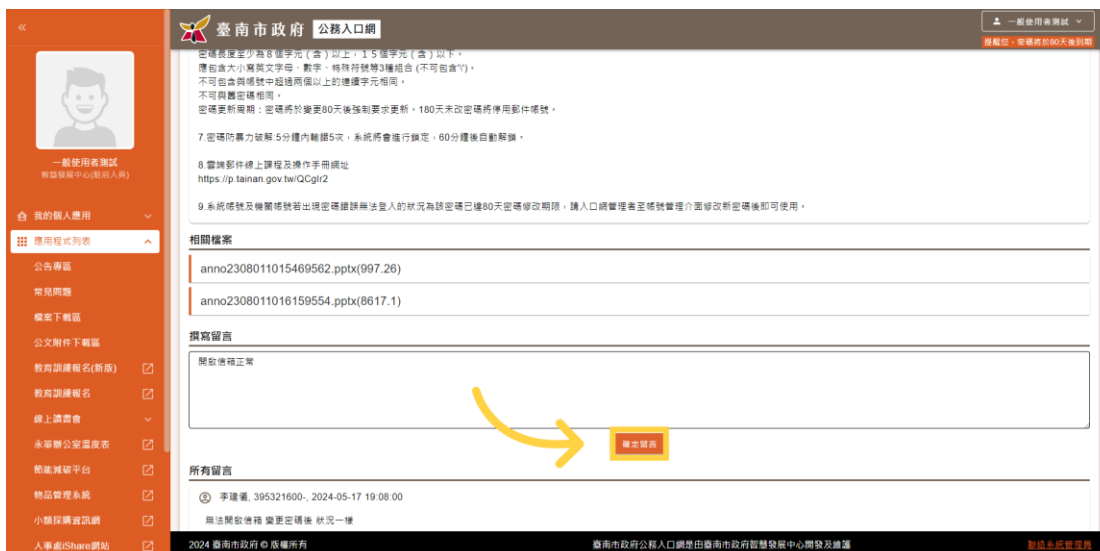 臺南市政府 公務入口網
一般使用者測試
提醒您，密碼將於80天後到期
一般使用者測試
智慧發展中心(駐府人員)
我的個人應用
應用程式列表
公告專區
常見問題
檔案下載區
公文附件下載區
教育訓練報名(新版)
教育訓練報名
線上讀書會
永華辦公室溫度表
節能減碳平台
物品管理系統
小額採購資訊網
人事處iShare網站
密碼長度至少為8個字元(含)以上，15個字元(含)以下。
應包含大小寫英文字母、數字、特殊符號等3種組合 (不可包含'\')。
不可包含與帳號中超過兩個以上的連續字元相同。
不可與舊密碼相同。
密碼更新周期：密碼將於變更80天後強制要求更新。180天未改密碼將停用郵件帳號。
7.密碼防暴力破解:5分鐘內輸錯5次，系統將會進行鎖定，60分鐘後自動解鎖。
8.雲端郵件線上課程及操作手冊網址
https://p.tainan.gov.tw/QCgIr2
9.系統帳號及機關帳號若出現密碼錯誤無法登入的狀況為該密碼已達80天密碼修改期限，請入口網管理者至帳號管理介面修改新密碼後即可使用。
相關檔案
anno2308011015469562.pptx(997.26)
anno2308011016159554.pptx(8617.1)
撰寫留言
開啟信箱正常
確定留言
所有留言
李建儀, 395321600-, 2024-05-17 19:08:00
無法開啟信箱 變更密碼後 狀況一樣
2024 臺南市政府 © 版權所有
臺南市政府公務入口網是由臺南市政府智慧發展中心開發及維護
聯絡系統管理員